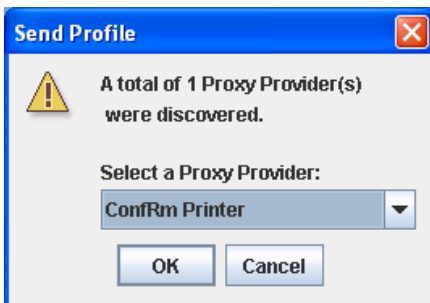 Send Profile
A total of 1 Proxy Provider(s)
were discovered.
Select a Proxy Provider:
ConfRm Printer
OK Cancel